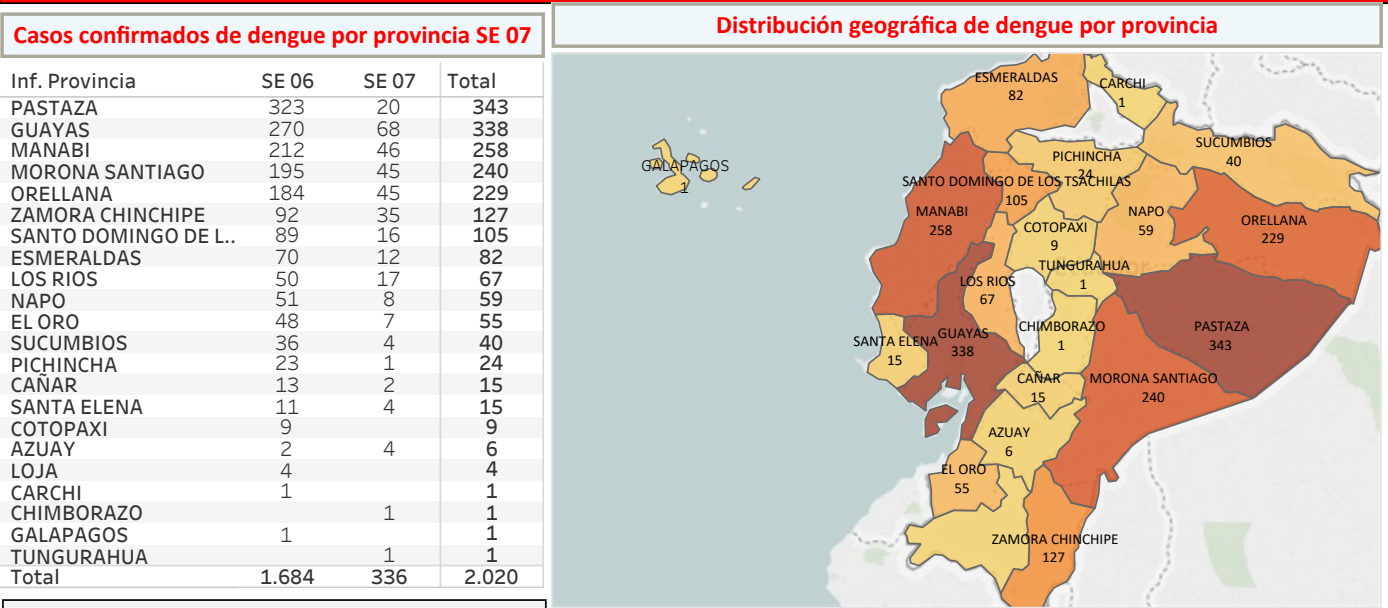 Casos confirmados de dengue por provincia SE 07
Inf. Provincia SE 06 SE 07 Total
PASTAZA 323 20 343
GUAYAS 270 68 338
MANABI 212 46 258
MORONA SANTIAGO 195 45 240
ORELLANA 184 45 229
ZAMORA CHINCHIPE 92 35 127
SANTO DOMINGO DE L.. 89 16 105
ESMERALDAS 70 12 82
LOS RIOS 50 17 67
NAPO 51 8 59
EL ORO 48 7 55
SUCUMBIOS 36 4 40
PICHINCHA 23 1 24
CAÑAR 13 2 15
SANTA ELENA 11 4 15
COTOPAXI 9 9
AZUAY 2 4 6
LOJA 4 4
CARCHI 1 1
CHIMBORAZO 1 1
GALAPAGOS 1 1
TUNGURAHUA 1 1
Total 1.684 336 2.020
Distribución geográfica de dengue por provincia
ESMERALDAS
82
CARCHI
1
GALAPAGOS
1
SUCUMBIOS
40
PICHINCHA
24
SANTO DOMINGO DE LOS TSACHILAS
105
MANABI
258
NAPO
59
ORELLANA
229
COTOPAXI
9
TUNGURAHUA
1
LOS RIOS
67
PASTAZA
343
CHIMBORAZO
1
GUAYAS
338
SANTA ELENA
15
CAÑAR
15
MORONA SANTIAGO
240
AZUAY
6
EL ORO
55
ZAMORA CHINCHIPE
127